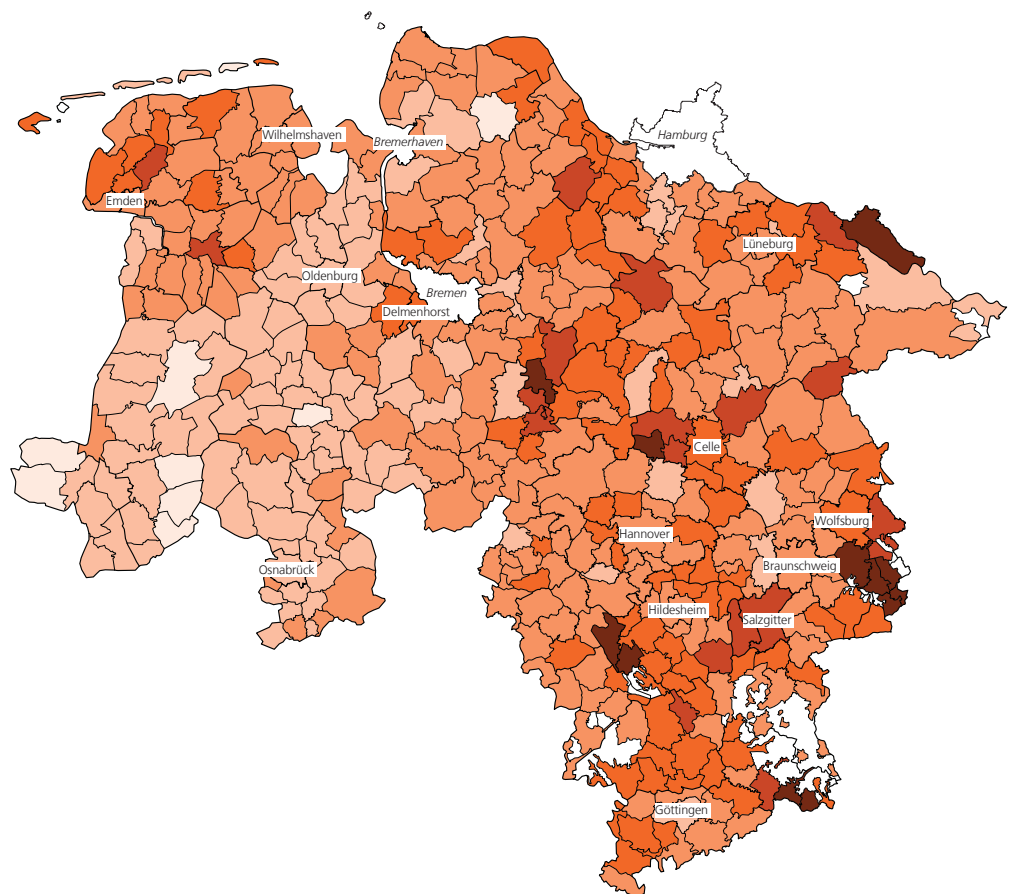 Wilhelmshaven
Bremerhaven
Hamburg
Emden
Lüneburg
Oldenburg
Bremen
Delmenhorst
Celle
Wolfsburg
Hannover
Braunschweig
Osnabrück
Hildesheim
Salzgitter
Göttingen